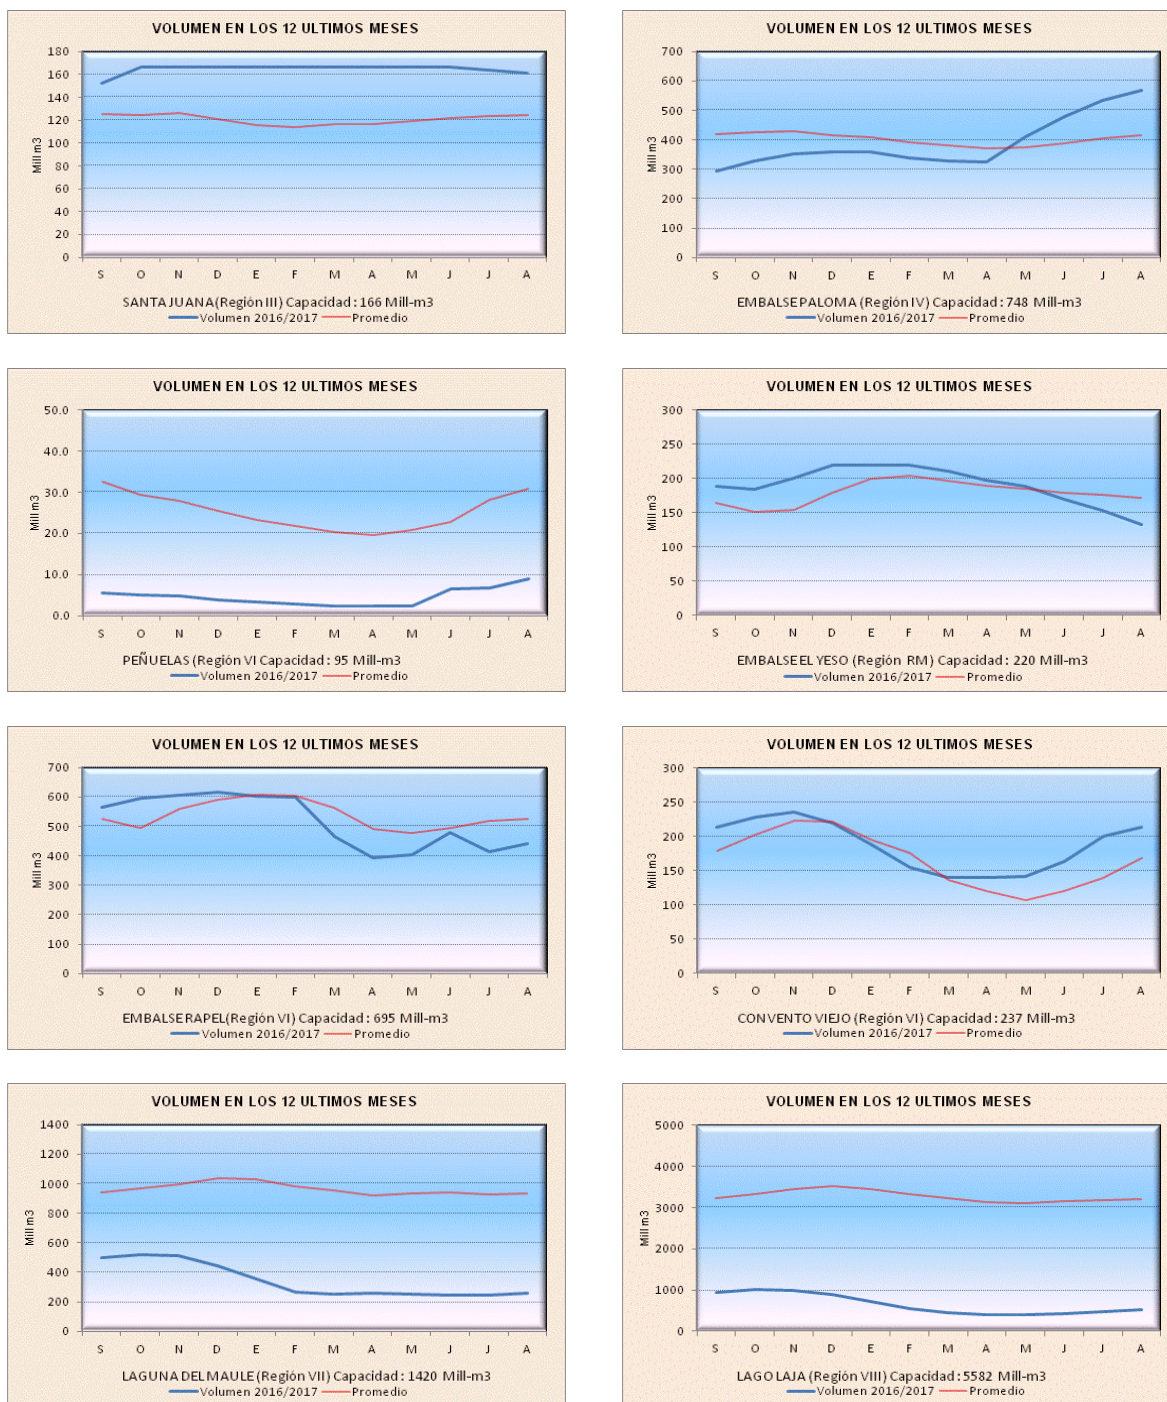 VOLUMEN EN LOS 12 ULTIMOS MESES
180
160
140
120
100
80
60
40
20
0
Mill m3
S O N D E F M A M J J A
SANTA JUANA (Región III) Capacidad : 166 Mill-m3
Volumen 2016/2017 Promedio
VOLUMEN EN LOS 12 ULTIMOS MESES
700
600
500
400
300
200
100
0
Mill m3
S O N D E F M A M J J A
EMBALSE PALOMA (Región IV) Capacidad : 748 Mill-m3
Volumen 2016/2017 Promedio
VOLUMEN EN LOS 12 ULTIMOS MESES
50.0
40.0
30.0
20.0
10.0
0.0
Mill m3
S O N D E F M A M J J A
PEÑUELAS (Región VI Capacidad : 95 Mill-m3
Volumen 2016/2017 Promedio
VOLUMEN EN LOS 12 ULTIMOS MESES
300
250
200
150
100
50
0
Mill m3
S O N D E F M A M J J A
EMBALSE EL YESO (Región RM) Capacidad : 220 Mill-m3
Volumen 2016/2017 Promedio
VOLUMEN EN LOS 12 ULTIMOS MESES
700
600
500
400
300
200
100
0
Mill m3
S O N D E F M A M J J A
EMBALSE RAPEL (Región VI) Capacidad : 695 Mill-m3
Volumen 2016/2017 Promedio
VOLUMEN EN LOS 12 ULTIMOS MESES
300
250
200
150
100
50
0
Mill m3
S O N D E F M A M J J A
CONVENTO VIEJO (Región VI) Capacidad : 237 Mill-m3
Volumen 2016/2017 Promedio
VOLUMEN EN LOS 12 ULTIMOS MESES
1400
1200
1000
800
600
400
200
0
Mill m3
S O N D E F M A M J J A
LAGUNA DEL MAULE (Región VII) Capacidad : 1420 Mill-m3
Volumen 2016/2017 Promedio
VOLUMEN EN LOS 12 ULTIMOS MESES
5000
4000
3000
2000
1000
0
Mill m3
S O N D E F M A M J J A
LAGO LAJA (Región VIII) Capacidad : 5582 Mill-m3
Volumen 2016/2017 Promedio